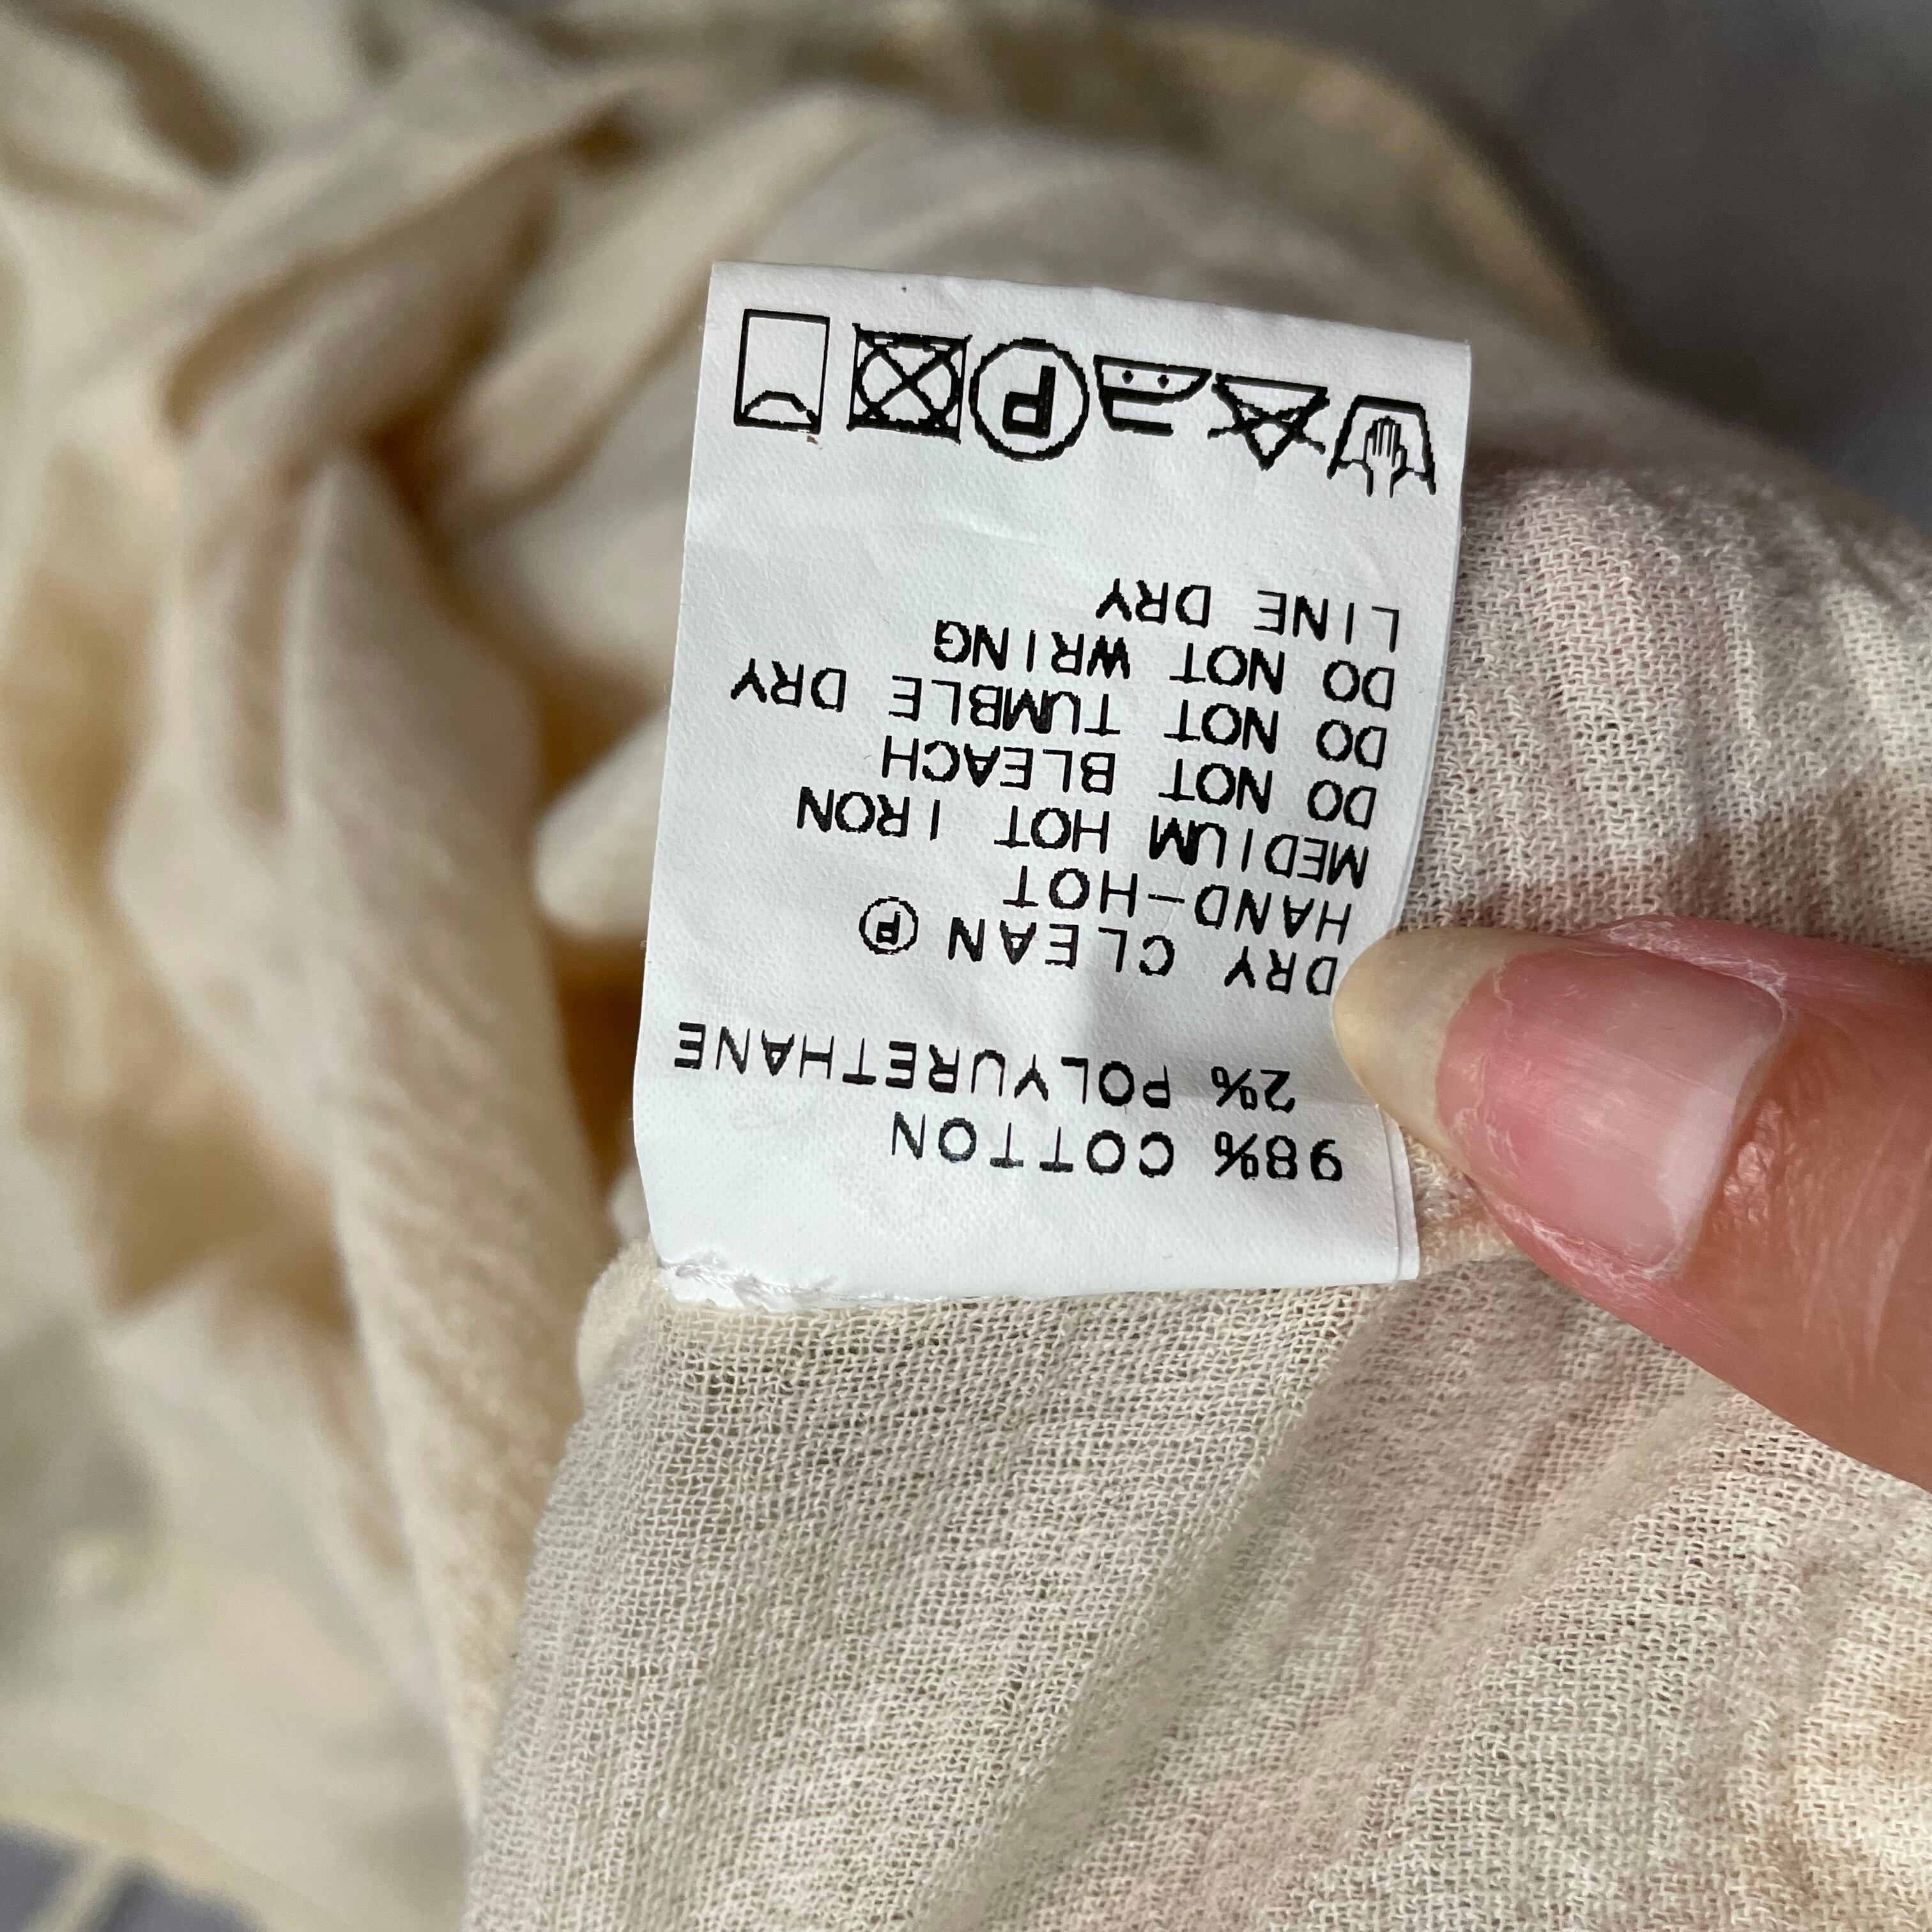 98% COTTON
2% POLYURETHANE
DRY CLEAN Ⓟ
HAND-HOT
MEDIUM HOT IRON
DO NOT BLEACH
DO NOT TUMBLE DRY
DO NOT WRING
LINE DRY
P